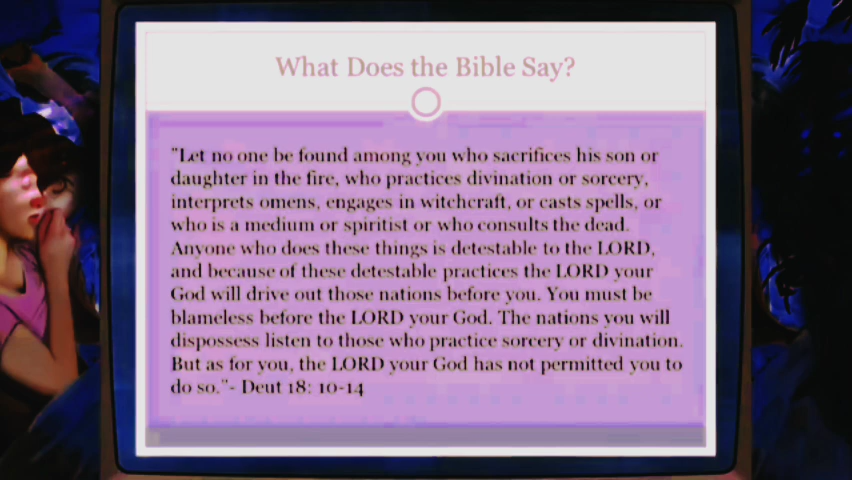 What Does the Bible Say?
"Let no one be found among you who sacrifices his son or
daughter in the fire, who practices divination or sorcery,
interprets omens, engages in witchcraft, or casts spells, or
who is a medium or spiritist or who consults the dead.
Anyone who does these things is detestable to the LORD,
and because of these detestable practices the LORD your
God will drive out those nations before you. You must be
blameless before the LORD your God. The nations you will
dispossess listen to those who practice sorcery or divination.
But as for you, the LORD your God has not permitted you to
do so."- Deut 18: 10-14